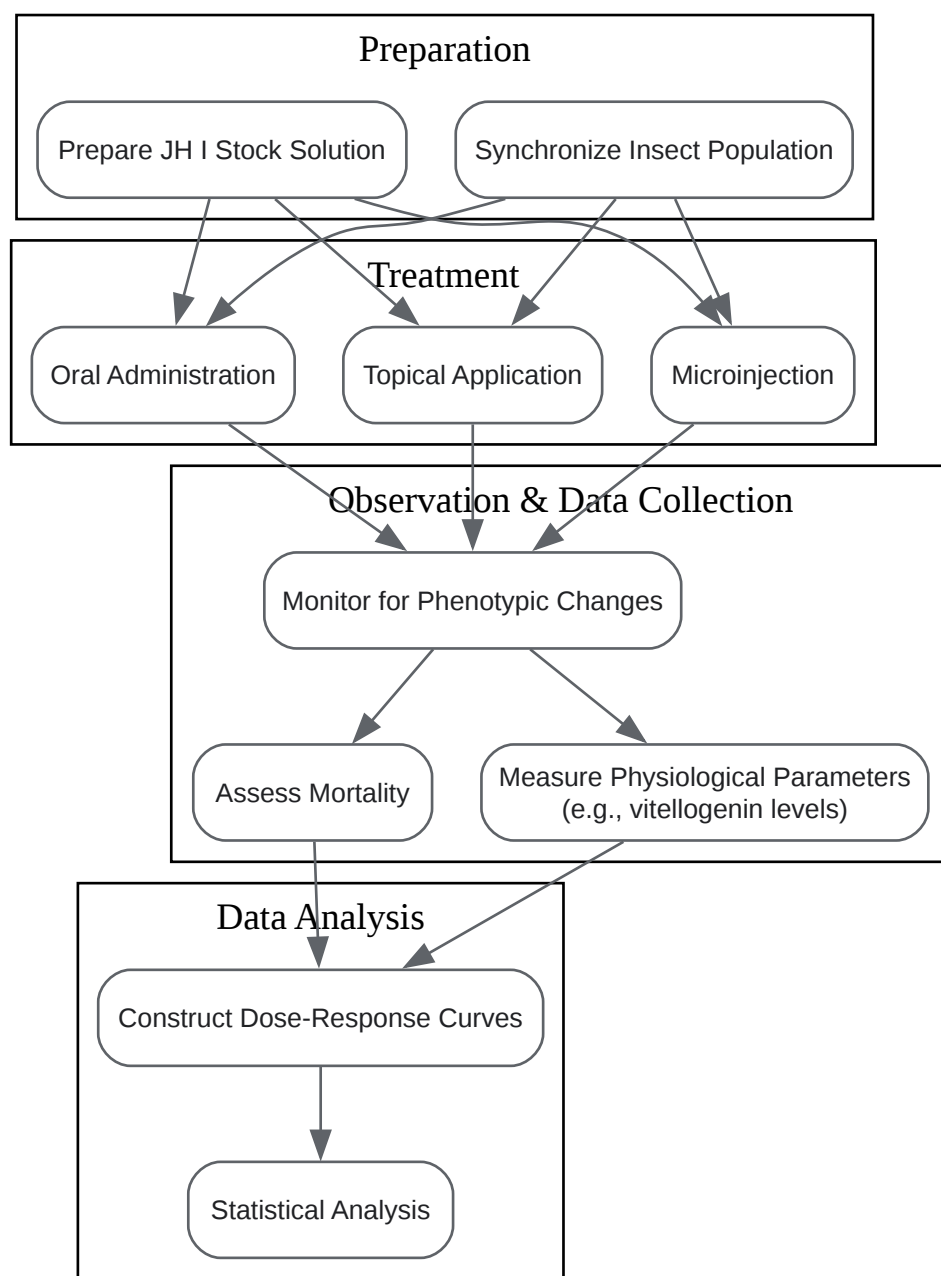 Preparation
Prepare JH I Stock Solution
Synchronize Insect Population
Treatment
Oral Administration
Topical Application
Microinjection
Observation & Data Collection
Monitor for Phenotypic Changes
Assess Mortality
Measure Physiological Parameters
(e.g., vitellogenin levels)
Data Analysis
Construct Dose-Response Curves
Statistical Analysis